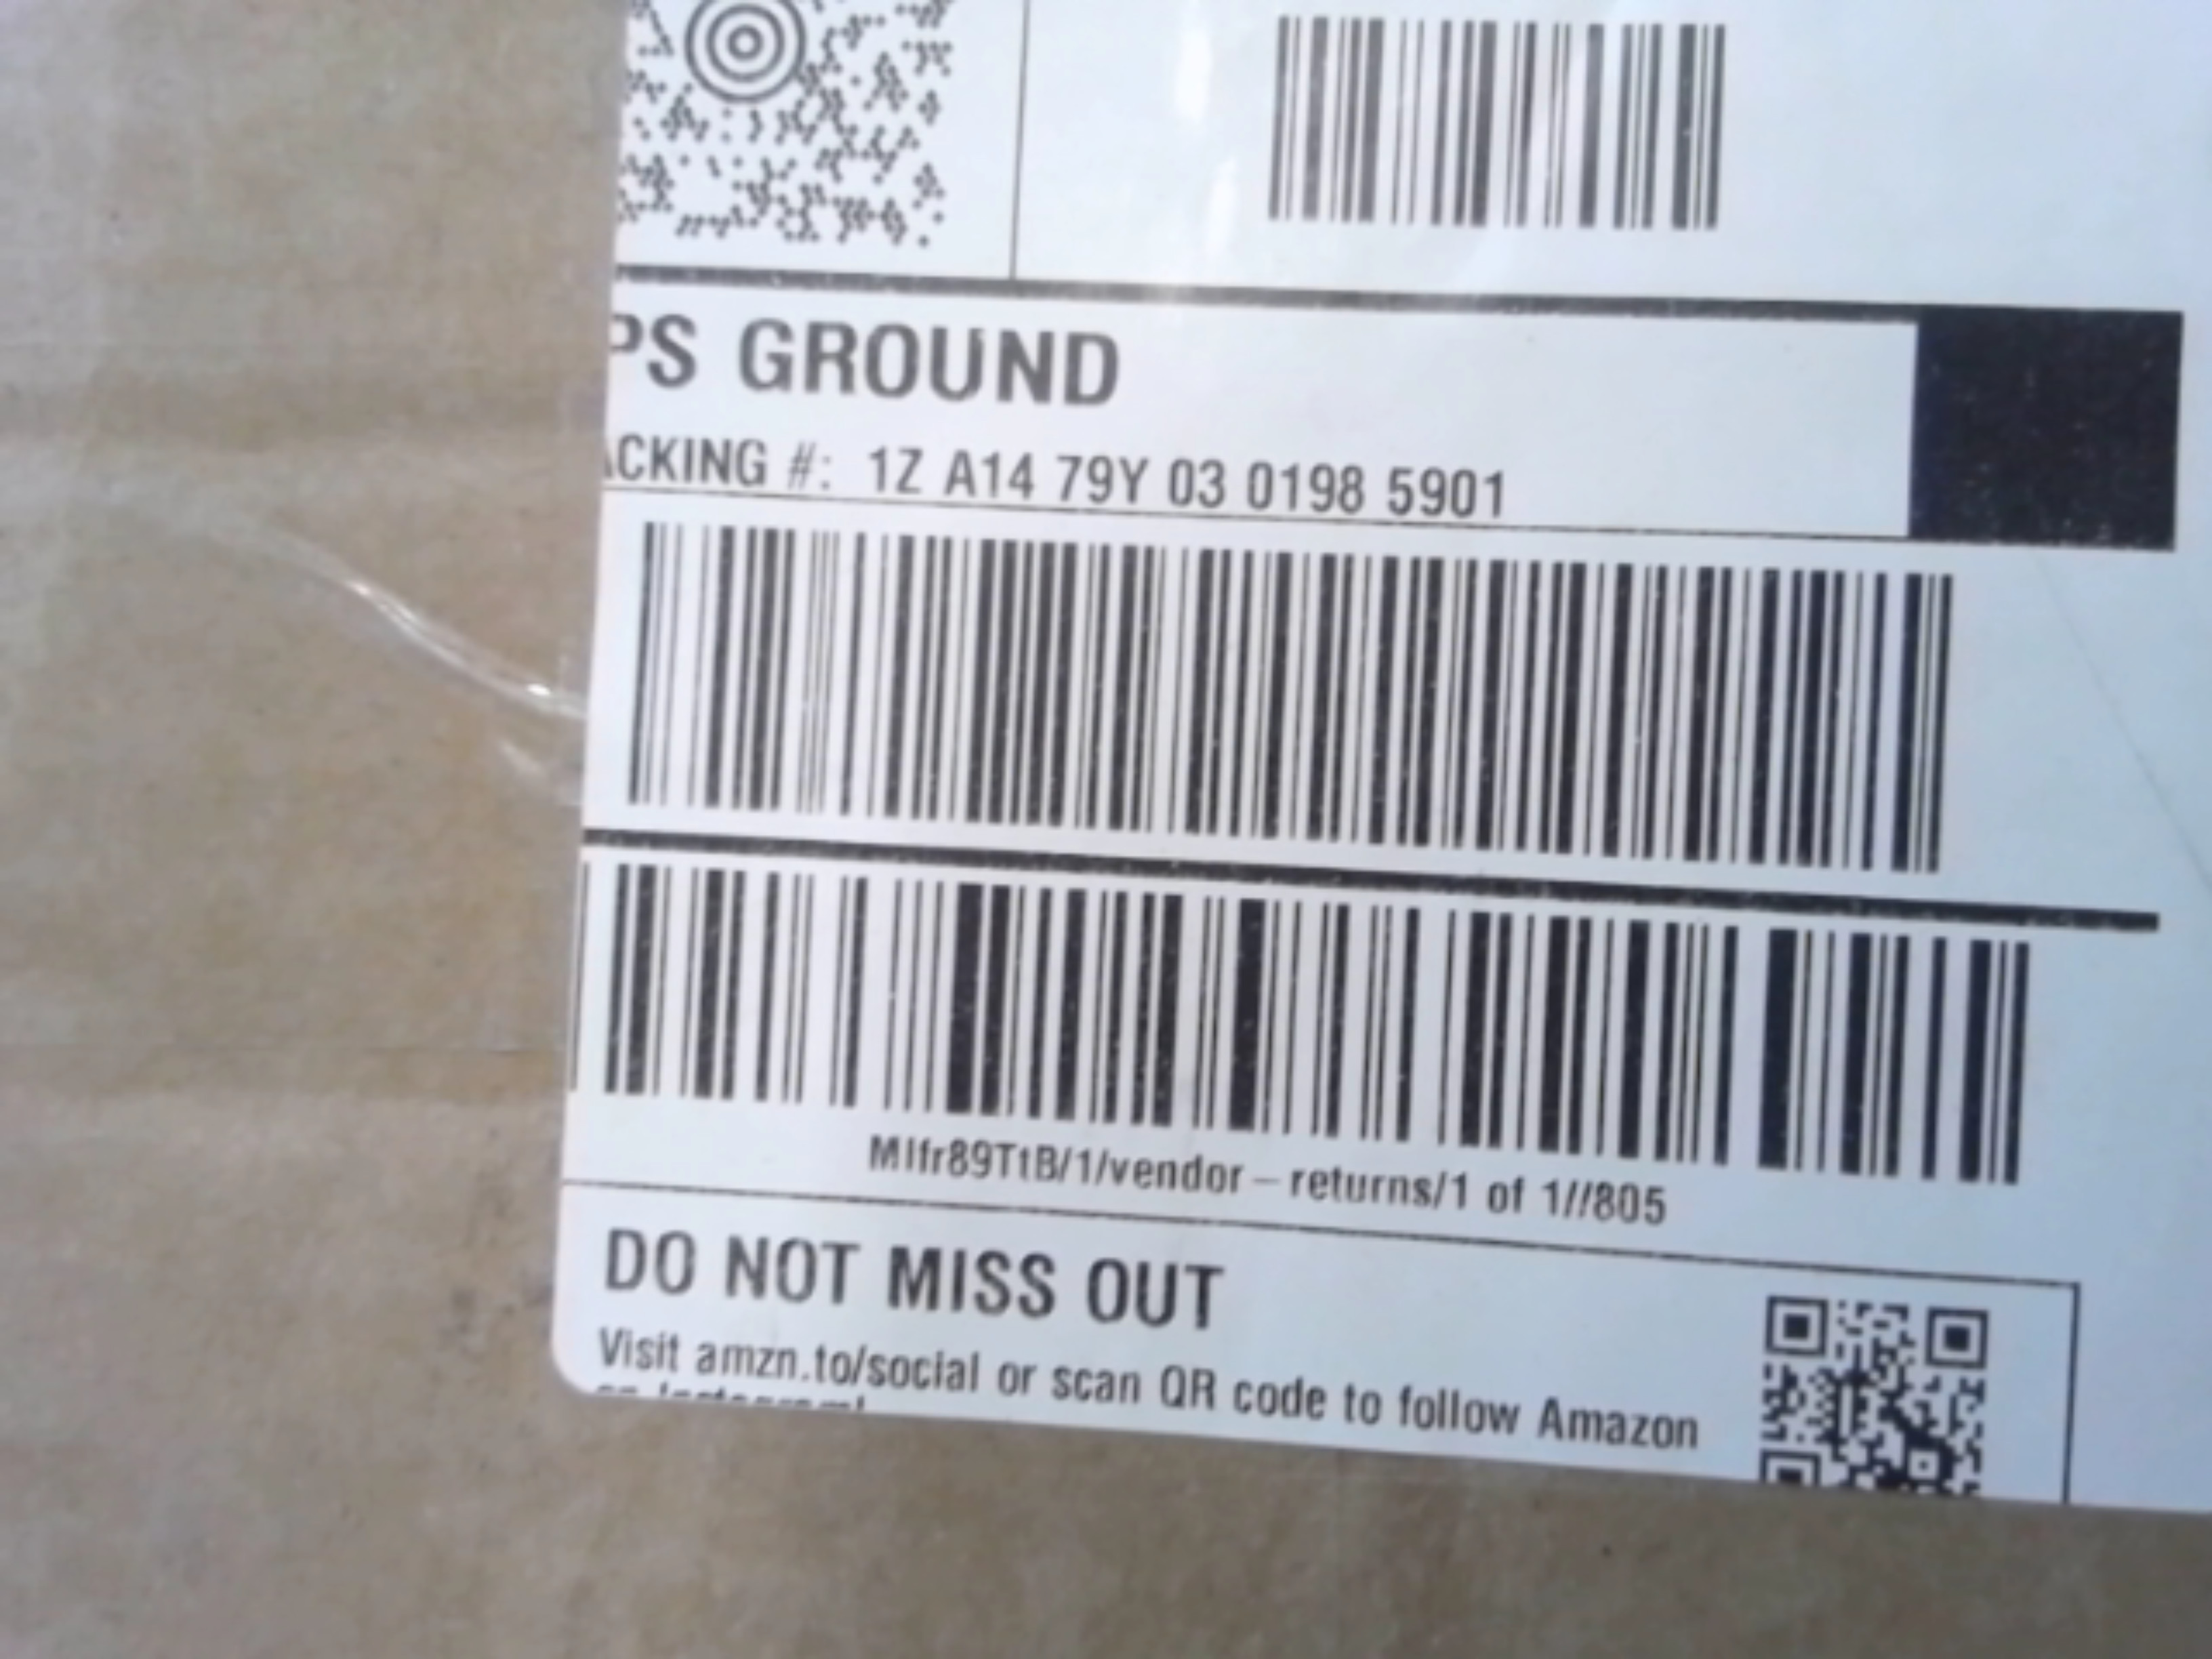 PS GROUND
ACKING #: 1Z A14 79Y 03 0198 5901
MIfr89TtB/1/vendor-returns/1 of 1//805
DO NOT MISS OUT
Visit amzn.to/social or scan QR code to follow Amazon